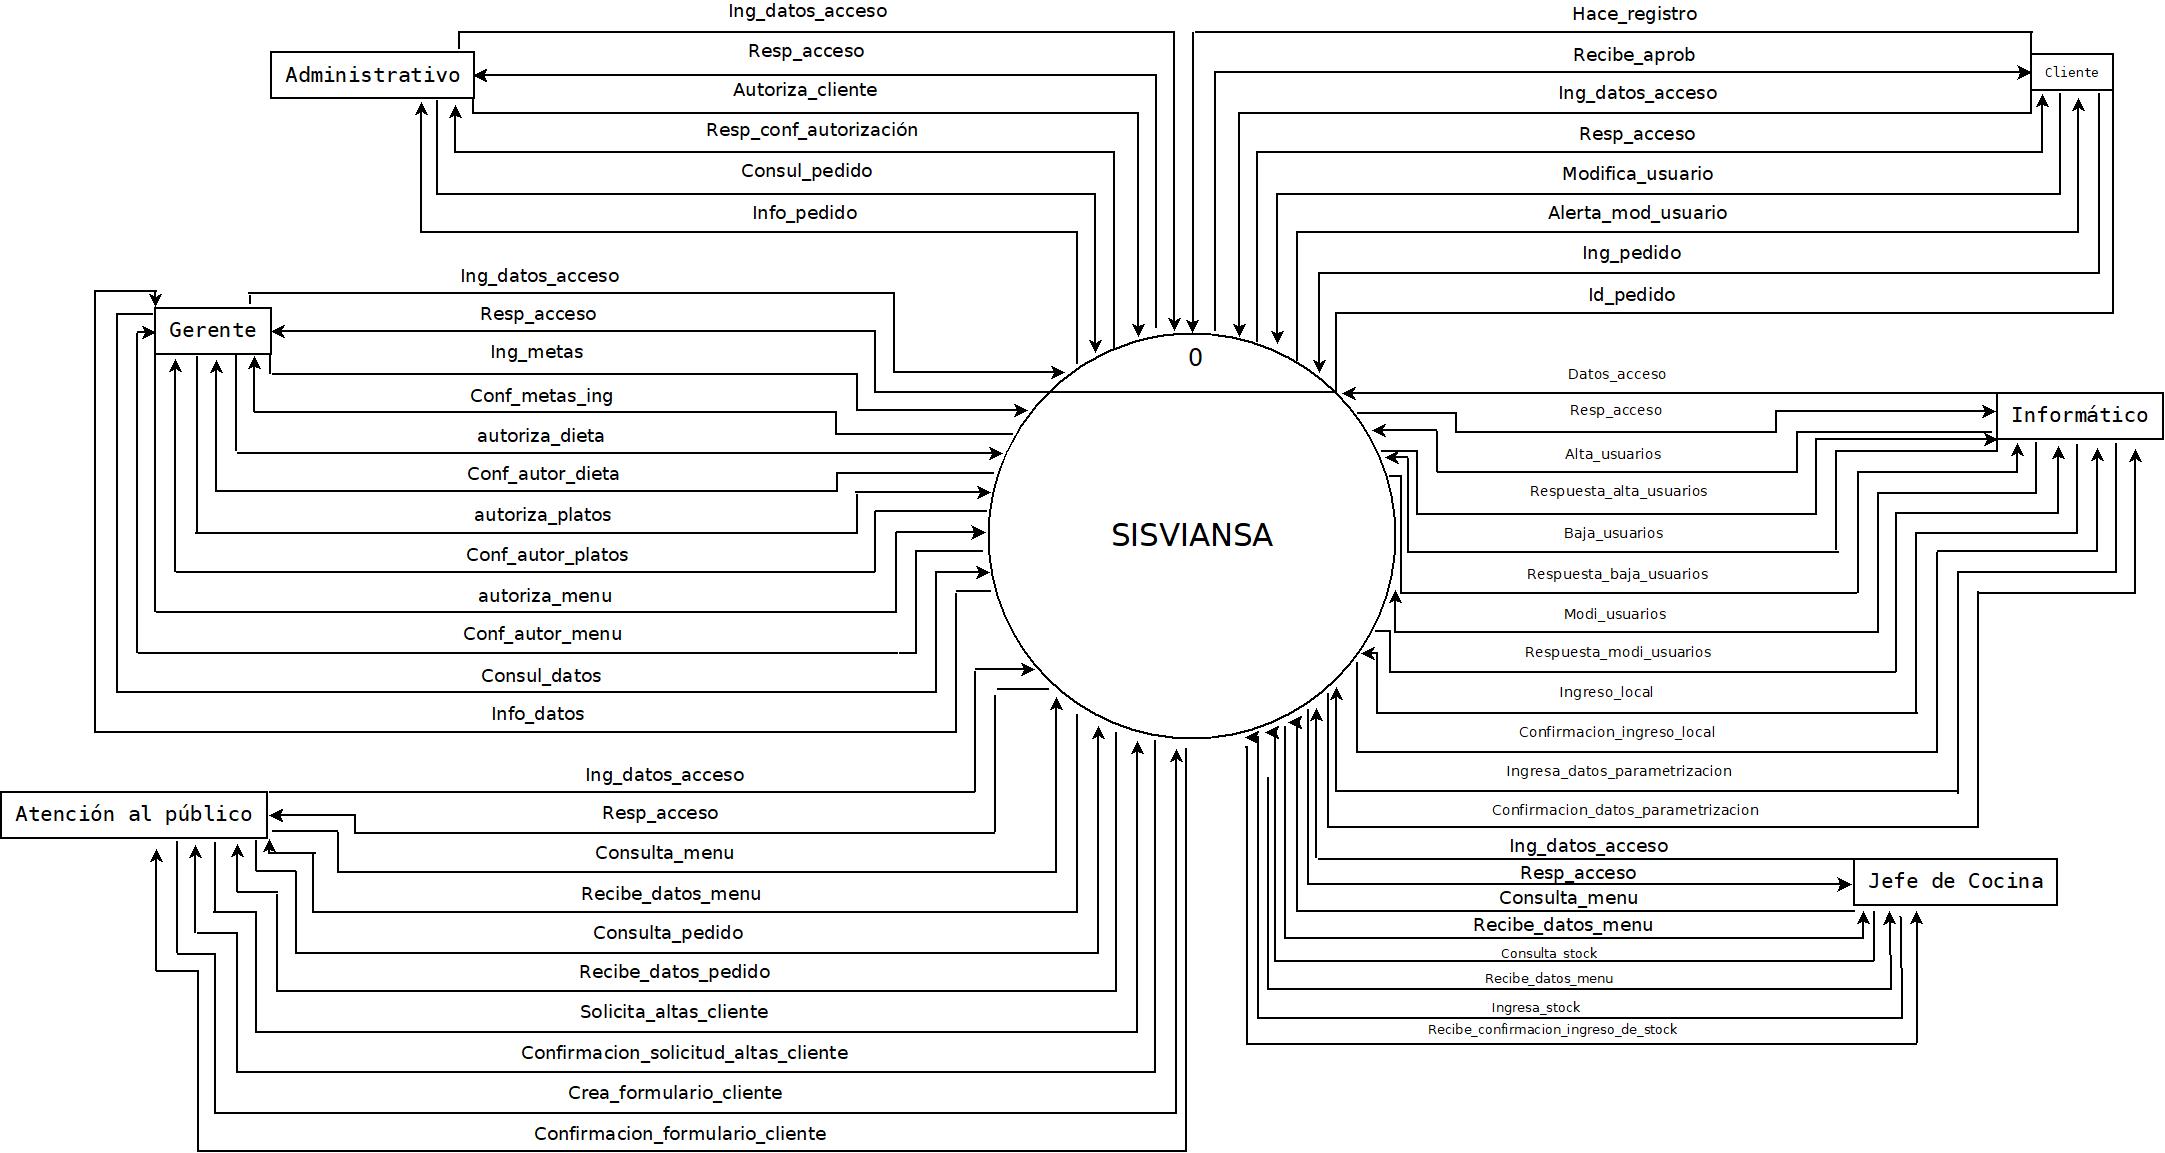 Ing_datos_acceso
Administrativo
Resp_acceso
Autoriza_cliente
Resp_conf_autorización
Consul_pedido
Info_pedido
Hace_registro
Cliente
Recibe_aprob
Ing_datos_acceso
Resp_acceso
Modifica_usuario
Alerta_mod_usuario
Ing_pedido
Id_pedido
Ing_datos_acceso
Gerente
Resp_acceso
Ing_metas
Conf_metas_ing
autoriza_dieta
Conf_autor_dieta
autoriza_platos
Conf_autor_platos
autoriza_menu
Conf_autor_menu
Consul_datos
Info_datos
0
SISVIANSA
Datos_acceso
Informático
Resp_acceso
Alta_usuarios
Respuesta_alta_usuarios
Baja_usuarios
Respuesta_baja_usuarios
Modi_usuarios
Respuesta_modi_usuarios
Ingreso_local
Confirmacion_ingreso_local
Ingresa_datos_parametrizacion
Confirmacion_datos_parametrizacion
Ing_datos_acceso
Atención al público
Resp_acceso
Consulta_menu
Recibe_datos_menu
Consulta_pedido
Recibe_datos_pedido
Solicita_altas_cliente
Confirmacion_solicitud_altas_cliente
Crea_formulario_cliente
Confirmacion_formulario_cliente
Ing_datos_acceso
Jefe de Cocina
Resp_acceso
Consulta_menu
Recibe_datos_menu
Consulta_stock
Recibe_datos_menu
Ingresa_stock
Recibe_confirmacion_ingreso_de_stock